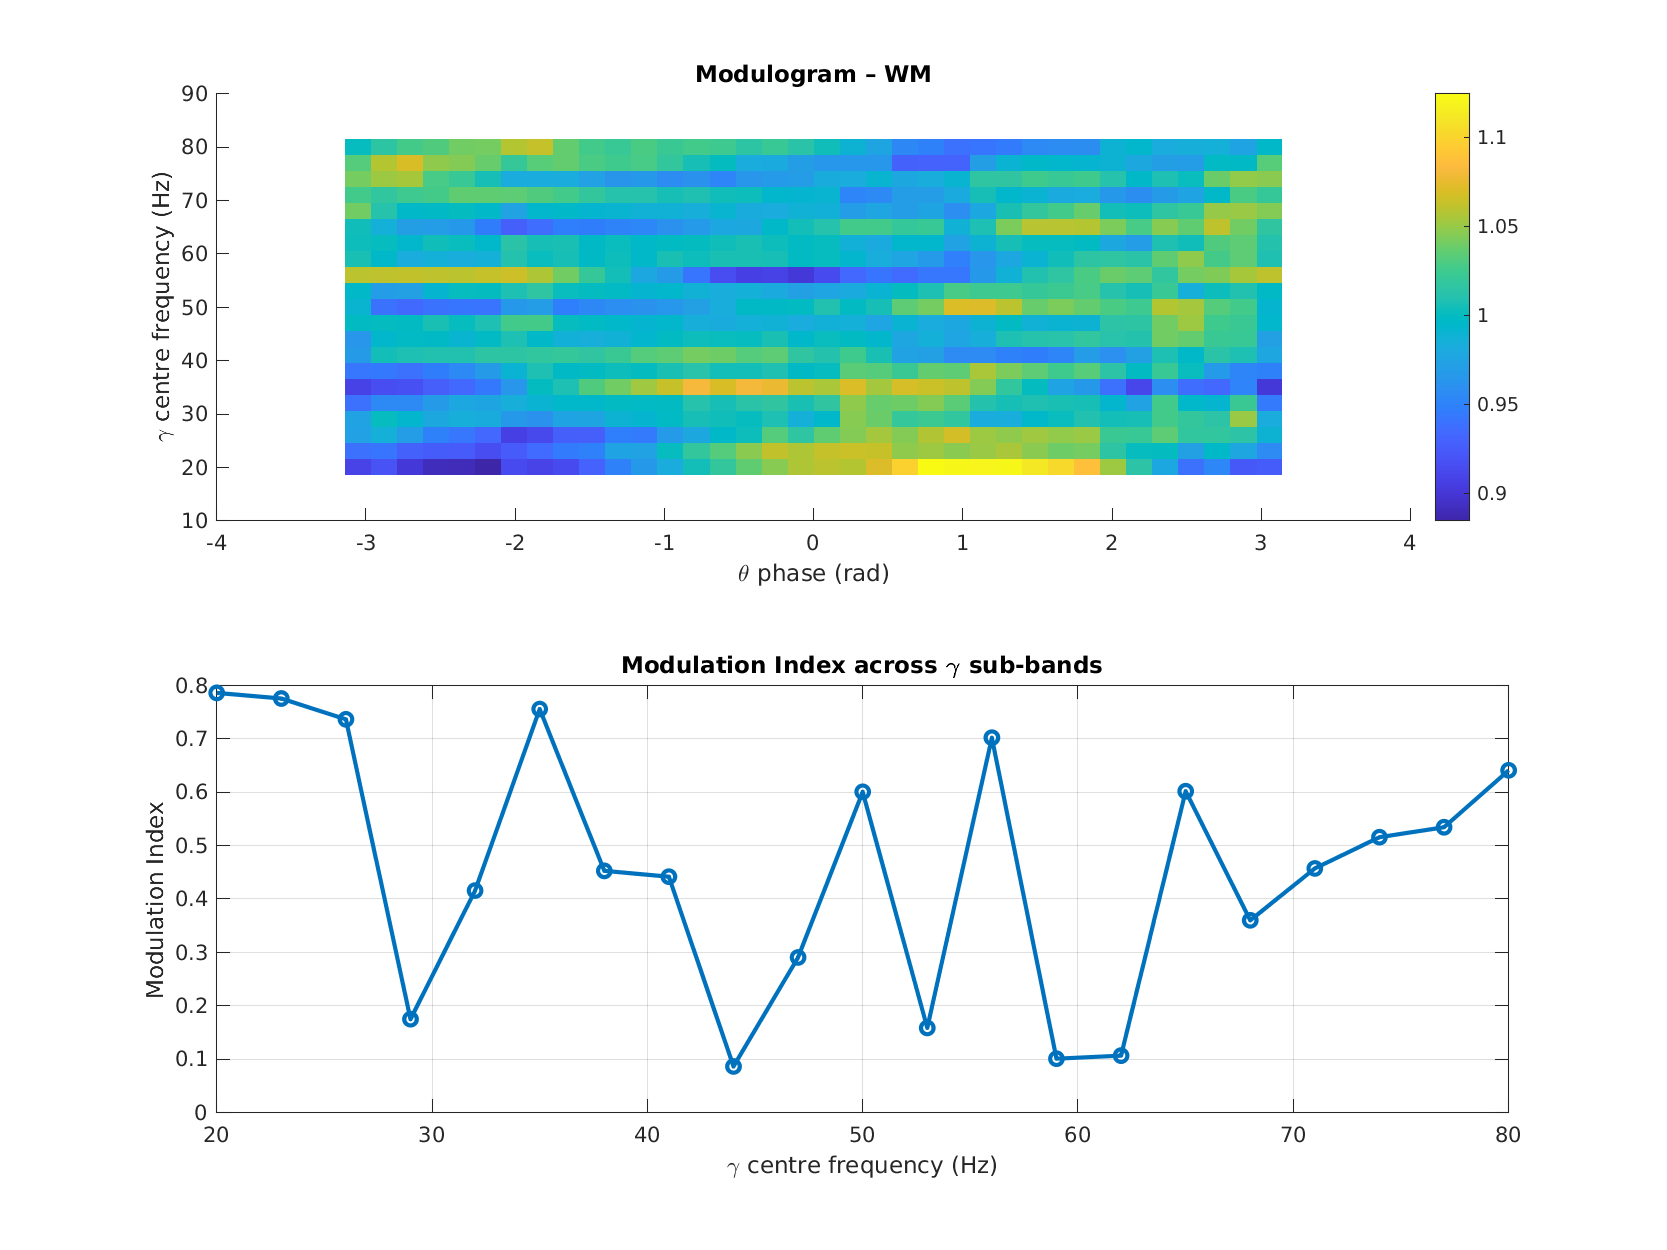 Modulogram – WM
90
80
70
60
50
40
30
20
10
γ centre frequency (Hz)
-4 -3 -2 -1 0 1 2 3 4
θ phase (rad)
1.1
1.05
1
0.95
0.9
Modulation Index across γ sub-bands
0.8
0.7
0.6
0.5
0.4
0.3
0.2
0.1
0
Modulation Index
20 30 40 50 60 70 80
γ centre frequency (Hz)